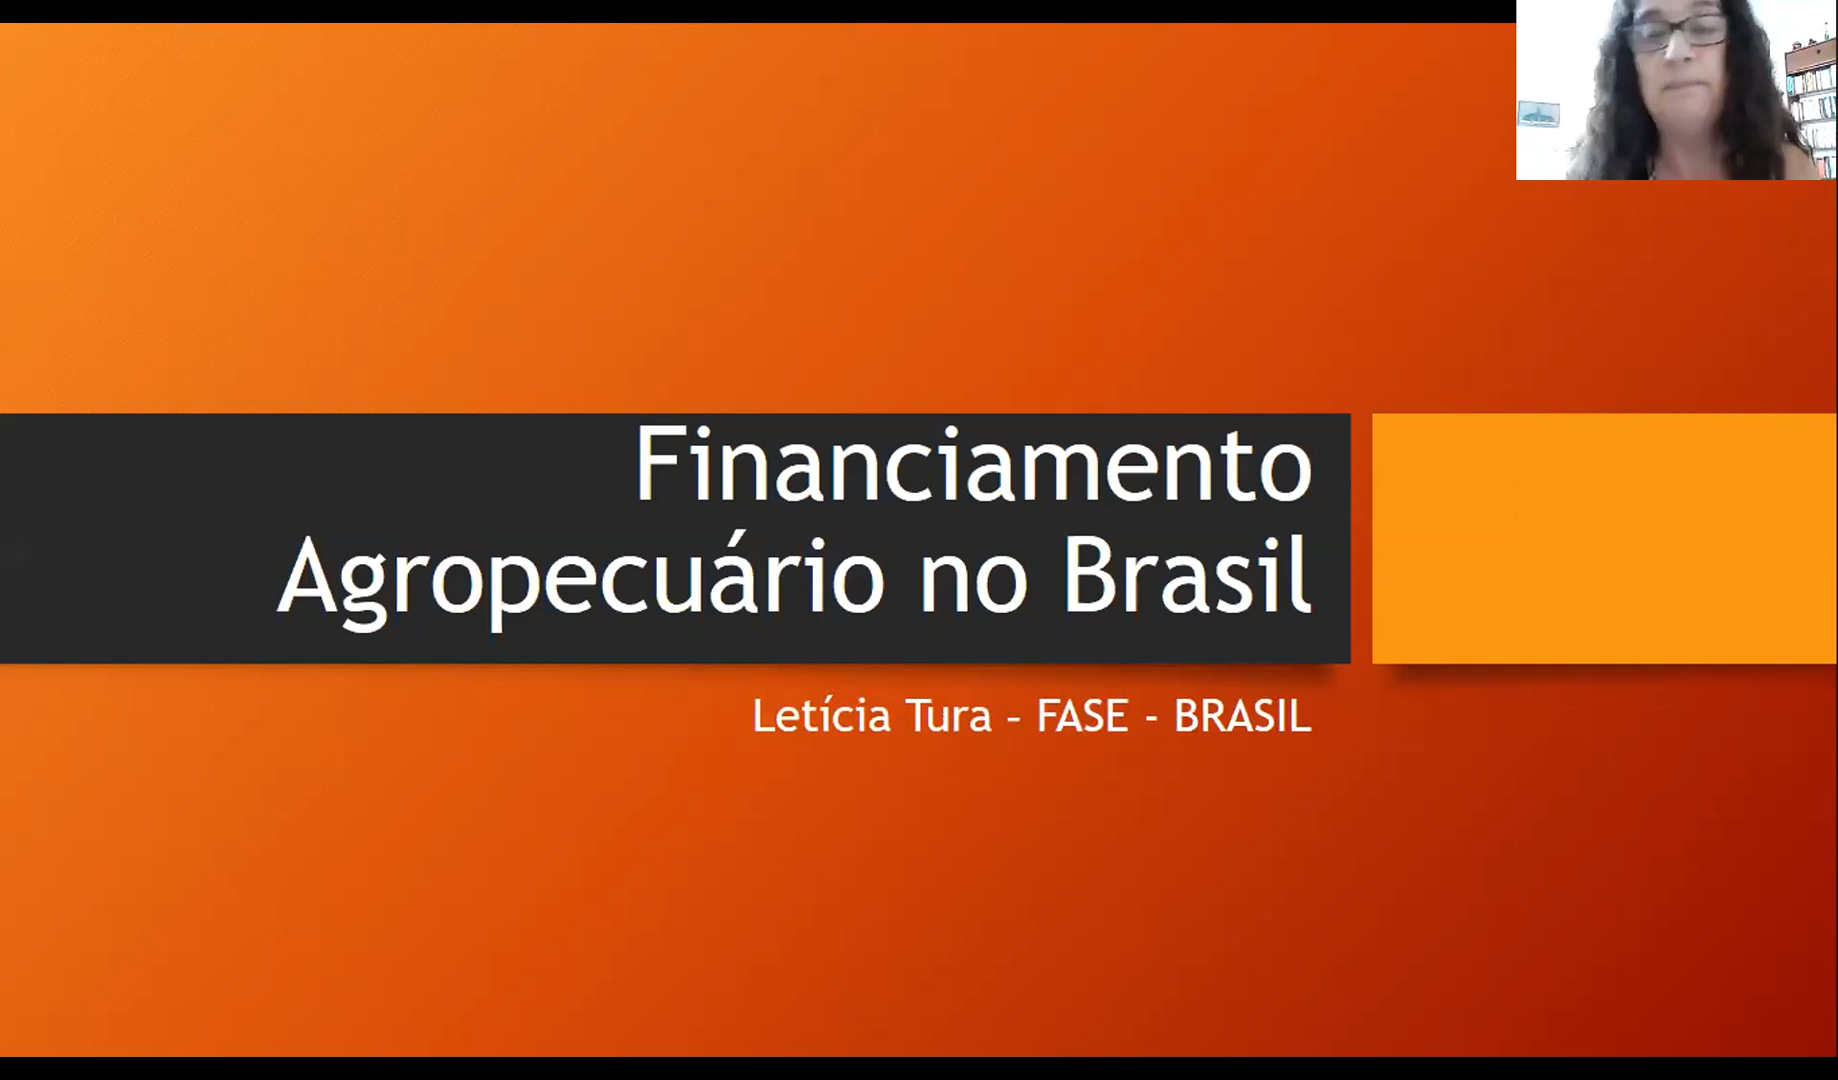 Financiamento
Agropecuário no Brasil
Letícia Tura – FASE - BRASIL